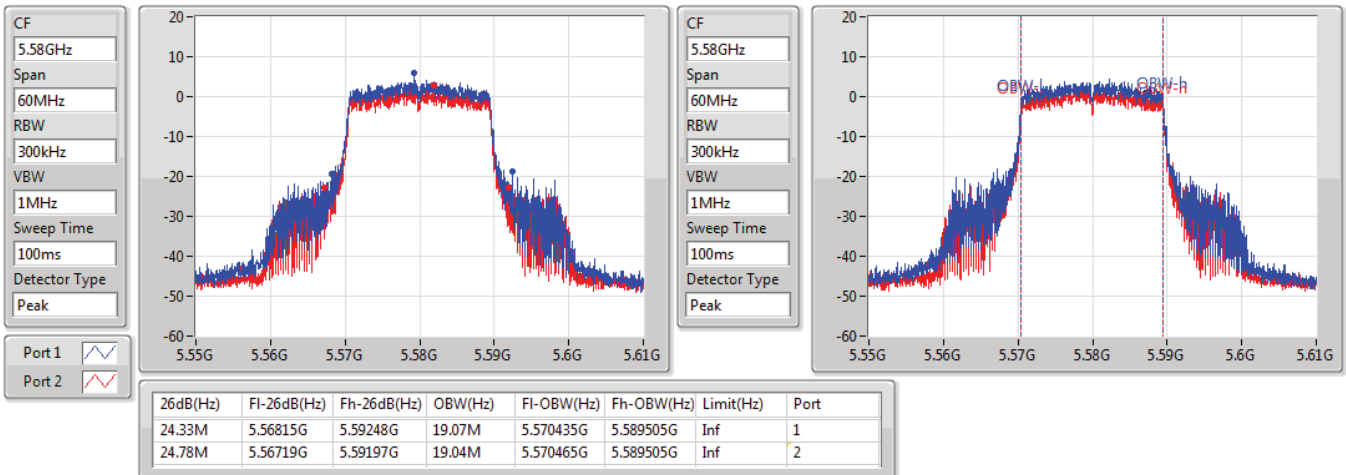 CF
5.58GHz
Span
60MHz
RBW
300kHz
VBW
1MHz
Sweep Time
100ms
Detector Type
Peak
Port 1
Port 2
20
10
0
-10
-20
-30
-40
-50
-60
5.55G 5.56G 5.57G 5.58G 5.59G 5.6G 5.61G
CF
5.58GHz
Span
60MHz
RBW
300kHz
VBW
1MHz
Sweep Time
100ms
Detector Type
Peak
20
10
0
-10
-20
-30
-40
-50
-60
OBW-l OBW-h
5.55G 5.56G 5.57G 5.58G 5.59G 5.6G 5.61G
26dB(Hz) Fl-26dB(Hz) Fh-26dB(Hz) OBW(Hz) Fl-OBW(Hz) Fh-OBW(Hz) Limit(Hz) Port
24.33M 5.56815G 5.59248G 19.07M 5.570435G 5.589505G Inf 1
24.78M 5.56719G 5.59197G 19.04M 5.570465G 5.589505G Inf 2